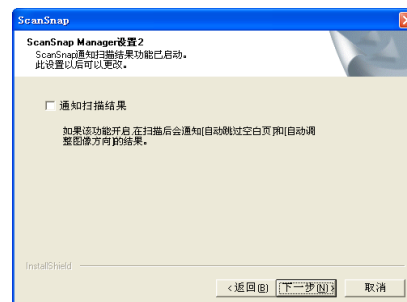 ScanSnap
ScanSnap Manager设置2
ScanSnap通知扫描结果功能已启动。
此设置以后可以更改。
通知扫描结果
如果该功能开启,在扫描后会通知[自动跳过空白页]和[自动调
整图像方向]的结果。
InstallShield
<返回(B)
下一步(N)>
取消